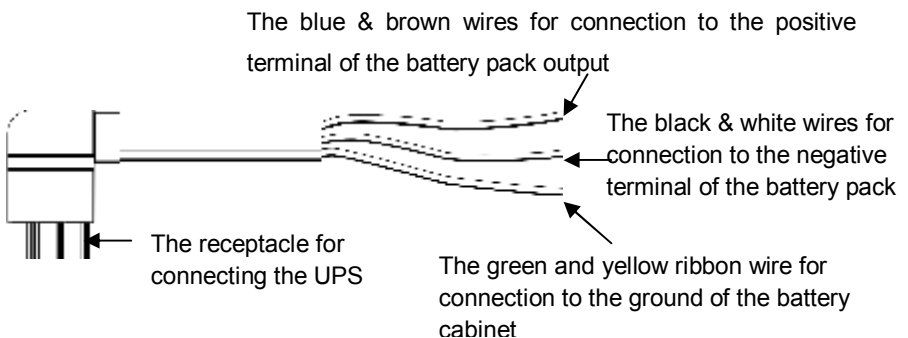 The blue & brown wires for connection to the positive
terminal of the battery pack output
The black & white wires for
connection to the negative
terminal of the battery pack
The receptacle for
connecting the UPS
The green and yellow ribbon wire for
connection to the ground of the battery
cabinet